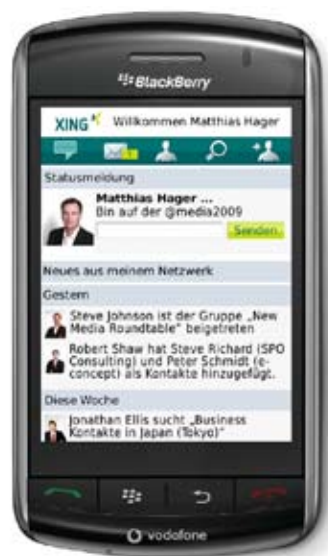 BlackBerry
XING Willkommen Matthias Hager
Statusmeldung
Matthias Hager ...
Bin auf der @media2009
Senden
Neues aus meinem Netzwerk
Gestern
Steve Johnson ist der Gruppe „New
Media Roundtable“ beigetreten
Robert Shaw hat Steve Richard (SPO
Consulting) und Peter Schmidt (e-
concept) als Kontakte hinzugefügt.
Diese Woche
Jonathan Ellis sucht „Business
Kontakte in Japan (Tokyo)“
vodafone